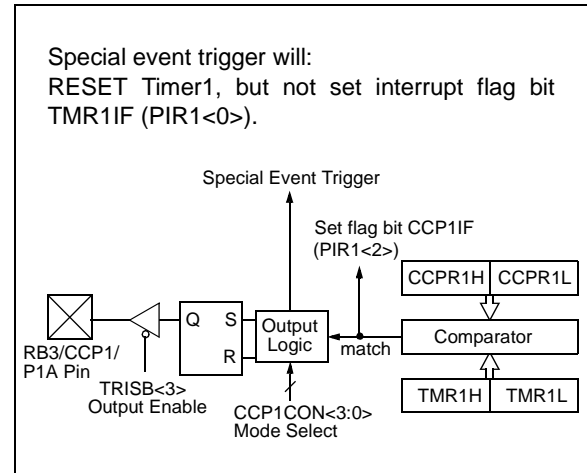 Special event trigger will:
RESET Timer1, but not set interrupt flag bit
TMR1IF (PIR1<0>).
Special Event Trigger
Set flag bit CCP1IF
(PIR1<2>)
CCPR1H CCPR1L
Q S
R
Output
Logic
match
Comparator
RB3/CCP1/
P1A Pin
TRISB<3>
Output Enable
CCP1CON<3:0>
Mode Select
TMR1H TMR1L